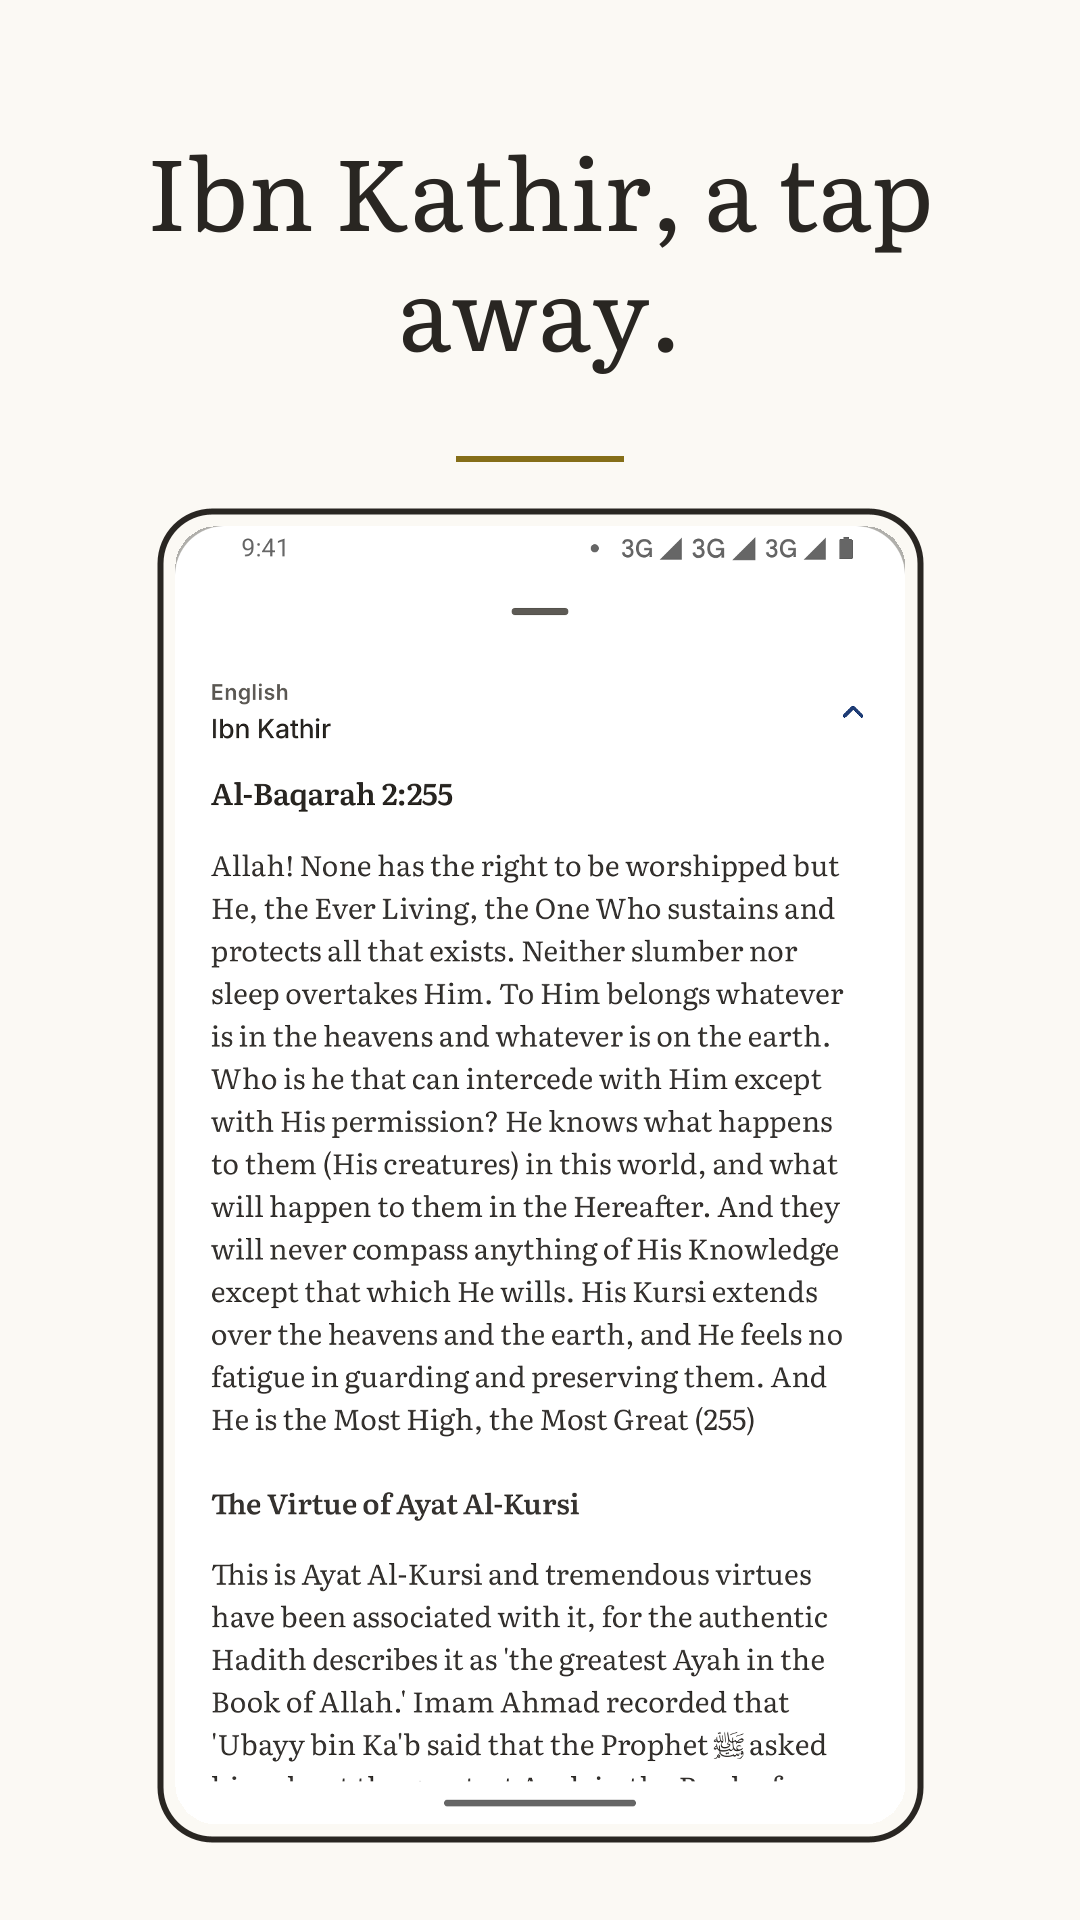 Ibn Kathir, a tap
away.
9:41
3G 3G 3G
English
Ibn Kathir
Al-Baqarah 2:255
Allah! None has the right to be worshipped but
He, the Ever Living, the One Who sustains and
protects all that exists. Neither slumber nor
sleep overtakes Him. To Him belongs whatever
is in the heavens and whatever is on the earth.
Who is he that can intercede with Him except
with His permission? He knows what happens
to them (His creatures) in this world, and what
will happen to them in the Hereafter. And they
will never compass anything of His Knowledge
except that which He wills. His Kursi extends
over the heavens and the earth, and He feels no
fatigue in guarding and preserving them. And
He is the Most High, the Most Great (255)
The Virtue of Ayat Al-Kursi
This is Ayat Al-Kursi and tremendous virtues
have been associated with it, for the authentic
Hadith describes it as 'the greatest Ayah in the
Book of Allah.' Imam Ahmad recorded that
'Ubayy bin Ka'b said that the Prophet ﷺ asked